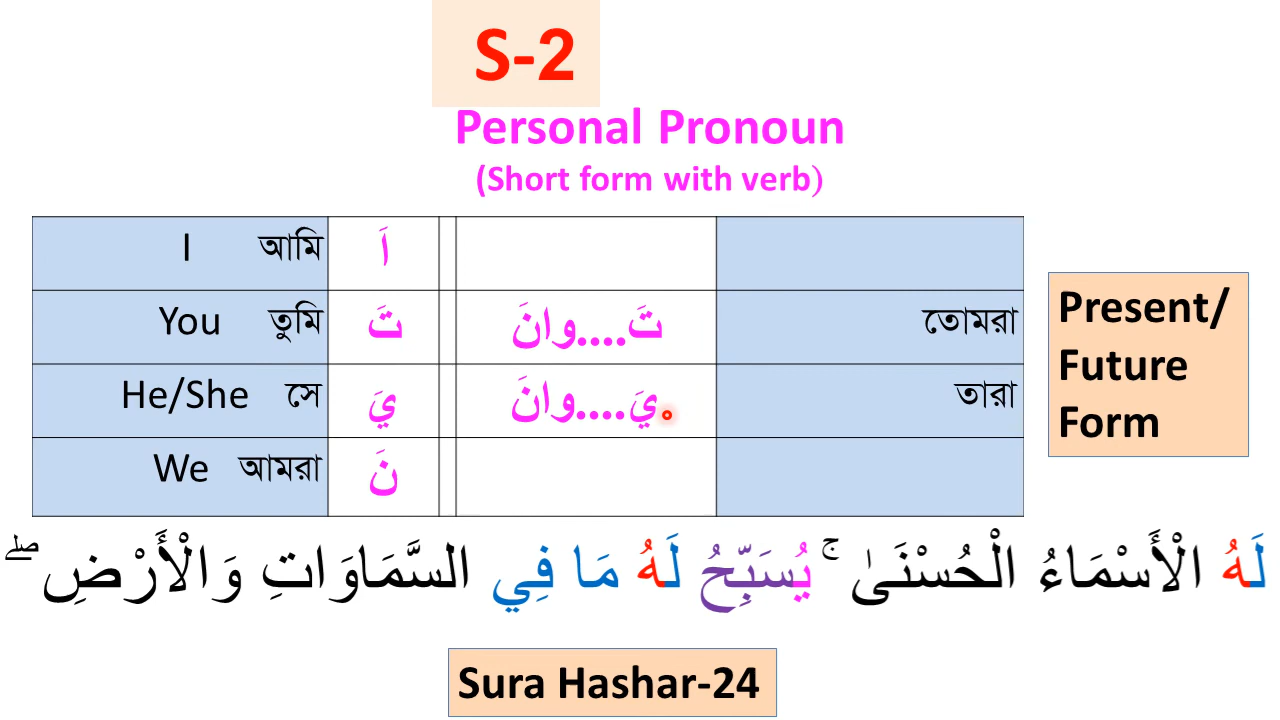 S-2
Personal Pronoun
(Short form with verb)
I আমি اَ
You তুমি تَ تَ....وانَ তোমরা
He/She সে يَ يَ....وانَ তারা
We আমরা نَ
Present/
Future
Form
لَهُ الْأَسْمَاءُ الْحُسْنَىٰ ۚ يُسَبِّحُ لَهُ مَا فِي السَّمَاوَاتِ وَالْأَرْضِ ۖ
Sura Hashar-24